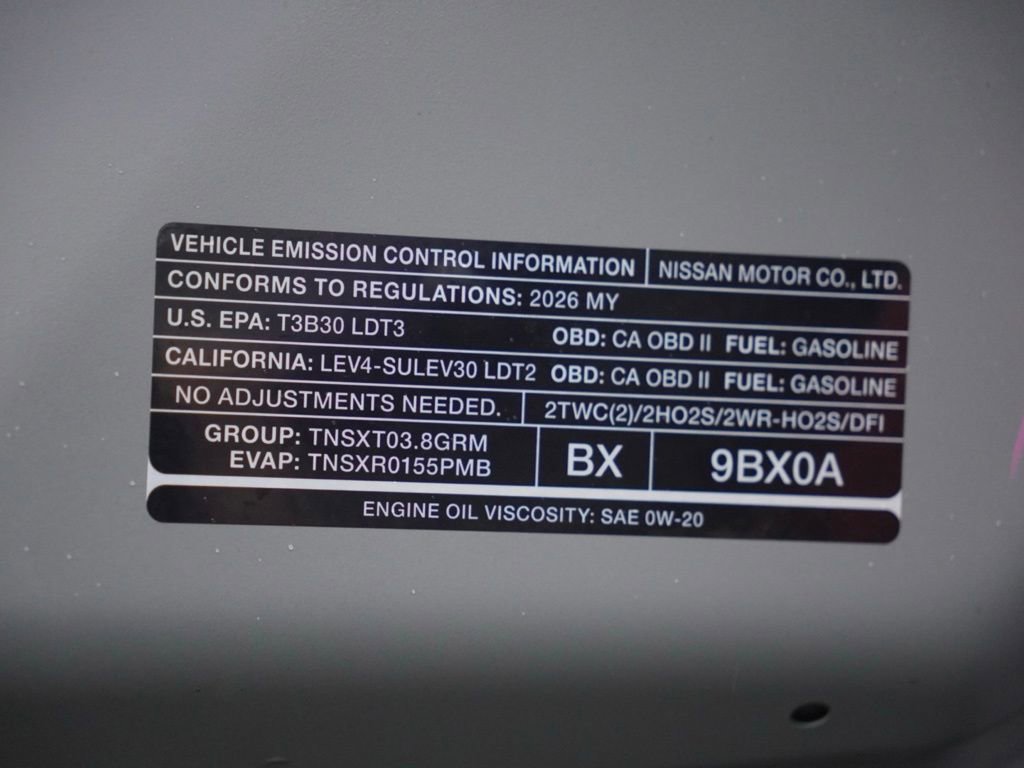 VEHICLE EMISSION CONTROL INFORMATION NISSAN MOTOR CO., LTD.
CONFORMS TO REGULATIONS: 2026 MY
U.S. EPA: T3B30 LDT3 OBD: CA OBD II FUEL: GASOLINE
CALIFORNIA: LEV4-SULEV30 LDT2 OBD: CA OBD II FUEL: GASOLINE
NO ADJUSTMENTS NEEDED. 2TWC(2)/2HO2S/2WR-HO2S/DFI
GROUP: TNSXT03.8GRM
EVAP: TNSXR0155PMB
BX
9BX0A
ENGINE OIL VISCOSITY: SAE 0W-20